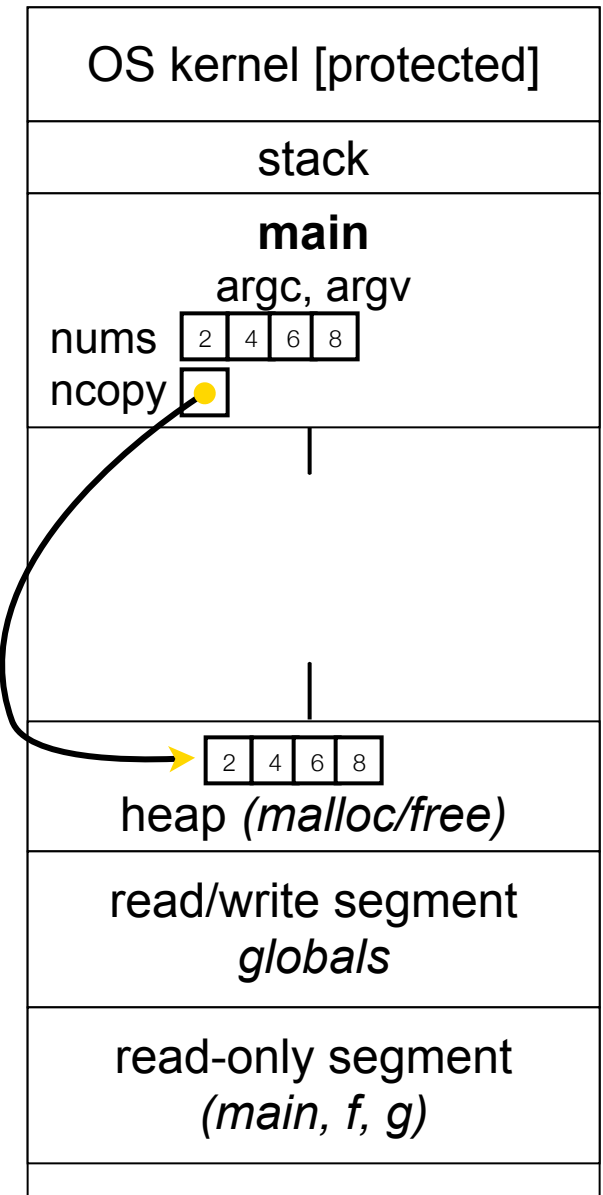 OS kernel [protected]
stack
main
argc, argv
nums 2 4 6 8
ncopy
2 4 6 8
heap (malloc/free)
read/write segment
globals
read-only segment
(main, f, g)